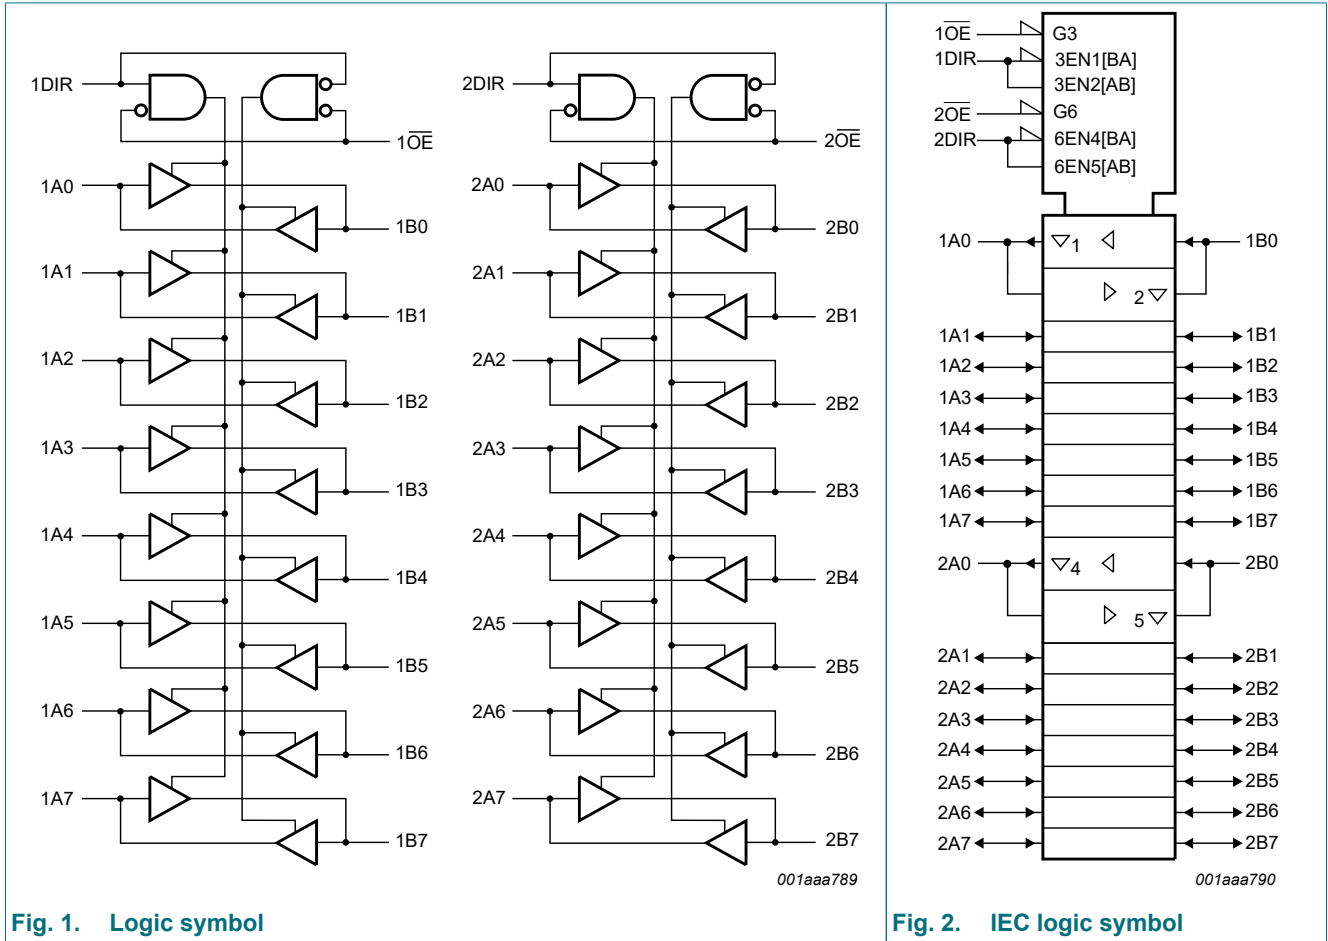 1DIR
1O̅E̅
1A0
1B0
1A1
1B1
1A2
1B2
1A3
1B3
1A4
1B4
1A5
1B5
1A6
1B6
1A7
1B7
2DIR
2O̅E̅
2A0
2B0
2A1
2B1
2A2
2B2
2A3
2B3
2A4
2B4
2A5
2B5
2A6
2B6
2A7
2B7
001aaa789
Fig. 1. Logic symbol
1O̅E̅ G3
1DIR 3EN1[BA]
3EN2[AB]
2O̅E̅ G6
2DIR 6EN4[BA]
6EN5[AB]
1A0 1 1B0
2
1A1 1B1
1A2 1B2
1A3 1B3
1A4 1B4
1A5 1B5
1A6 1B6
1A7 1B7
2A0 4 2B0
5
2A1 2B1
2A2 2B2
2A3 2B3
2A4 2B4
2A5 2B5
2A6 2B6
2A7 2B7
001aaa790
Fig. 2. IEC logic symbol